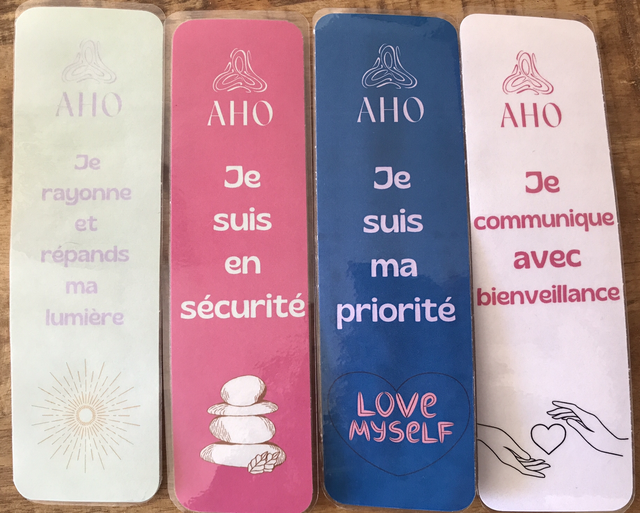 AHO
Je
rayonne
et
répands
ma
lumière
AHO
Je
suis
en
sécurité
AHO
Je
suis
ma
priorité
LOVE
MYSELF
AHO
Je
communique
avec
bienveillance